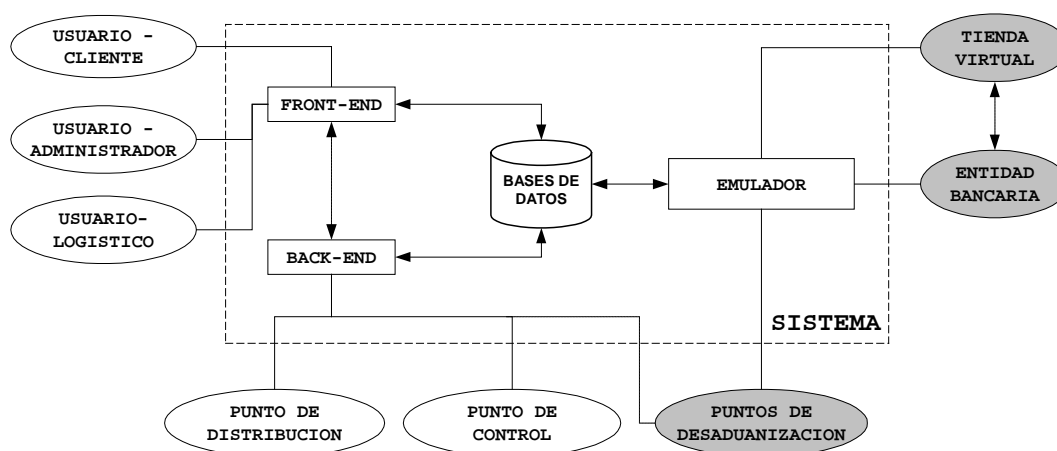 USUARIO -
CLIENTE
TIENDA
VIRTUAL
FRONT-END
USUARIO -
ADMINISTRADOR
BASES DE
DATOS
EMULADOR
ENTIDAD
BANCARIA
USUARIO-
LOGISTICO
BACK-END
SISTEMA
PUNTO DE
DISTRIBUCION
PUNTO DE
CONTROL
PUNTOS DE
DESADUANIZACION